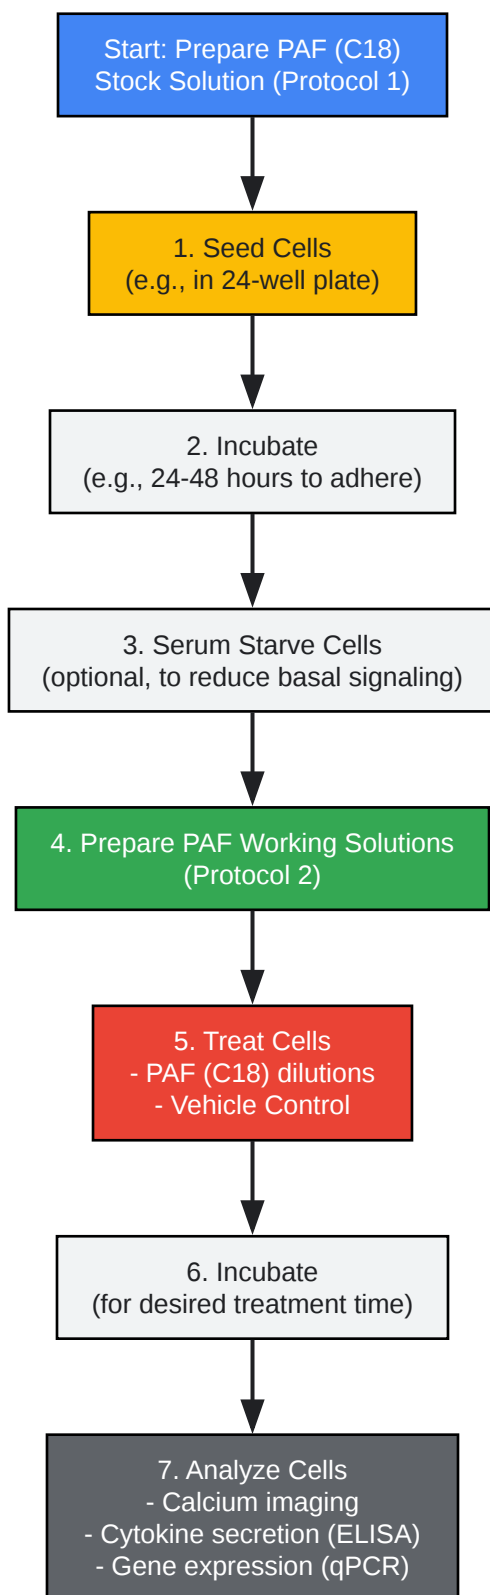 Start: Prepare PAF (C18)
Stock Solution (Protocol 1)
1. Seed Cells
(e.g., in 24-well plate)
2. Incubate
(e.g., 24-48 hours to adhere)
3. Serum Starve Cells
(optional, to reduce basal signaling)
4. Prepare PAF Working Solutions
(Protocol 2)
5. Treat Cells
- PAF (C18) dilutions
- Vehicle Control
6. Incubate
(for desired treatment time)
7. Analyze Cells
- Calcium imaging
- Cytokine secretion (ELISA)
- Gene expression (qPCR)